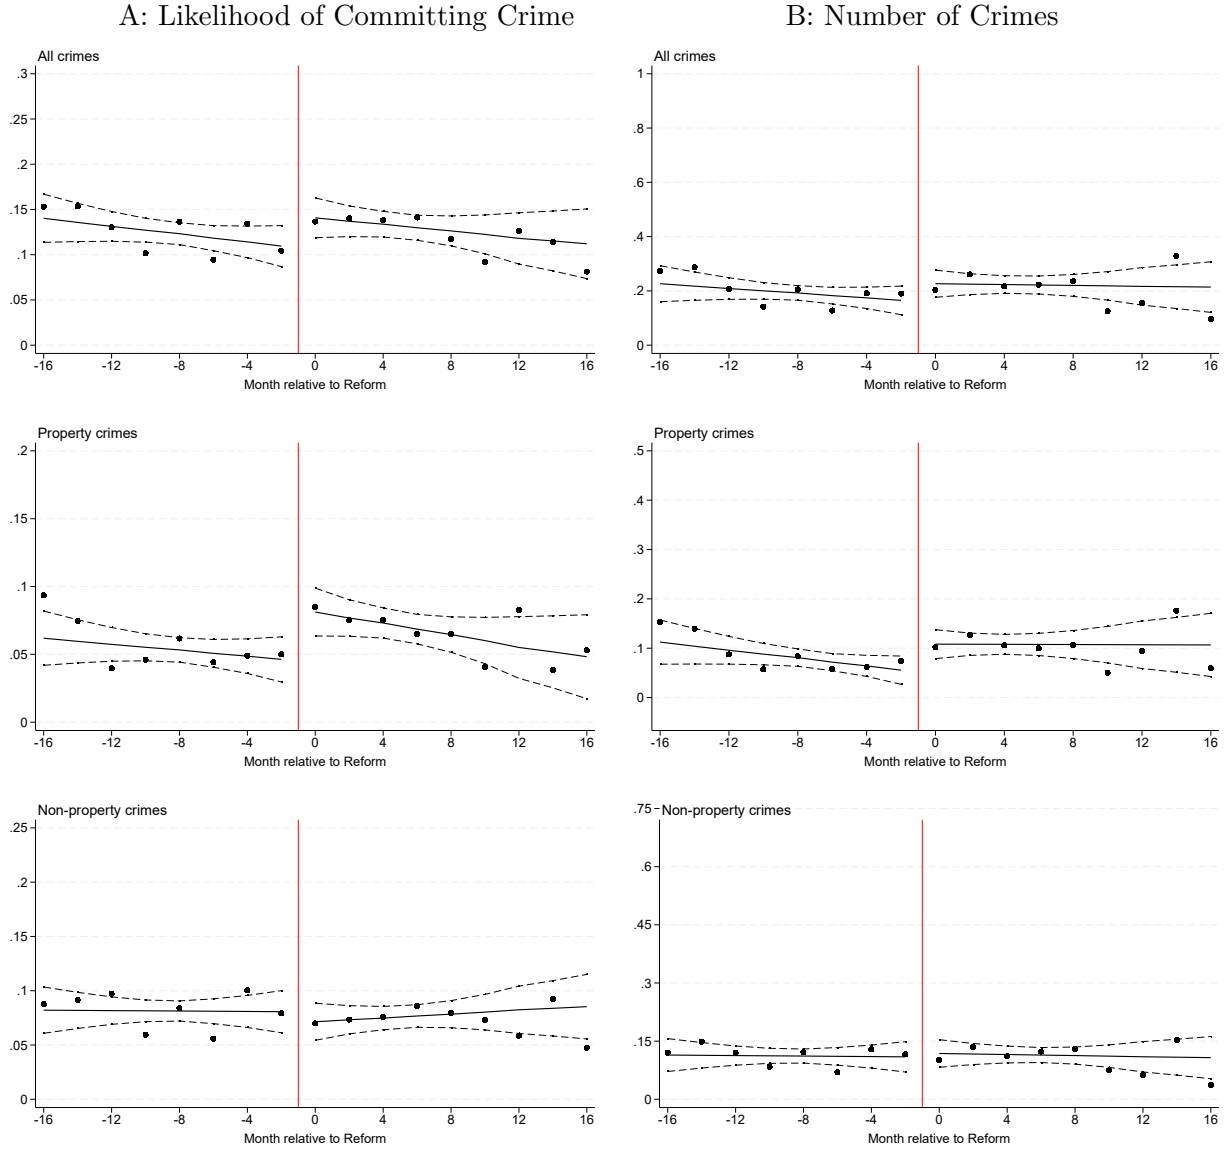 A: Likelihood of Committing Crime
B: Number of Crimes
All crimes
.3
.25
.2
.15
.1
.05
0
-16 -12 -8 -4 0 4 8 12 16
Month relative to Reform
All crimes
1
.8
.6
.4
.2
0
-16 -12 -8 -4 0 4 8 12 16
Month relative to Reform
Property crimes
.2
.15
.1
.05
0
-16 -12 -8 -4 0 4 8 12 16
Month relative to Reform
Property crimes
.5
.4
.3
.2
.1
0
-16 -12 -8 -4 0 4 8 12 16
Month relative to Reform
Non-property crimes
.25
.2
.15
.1
.05
0
-16 -12 -8 -4 0 4 8 12 16
Month relative to Reform
Non-property crimes
.75
.6
.45
.3
.15
0
-16 -12 -8 -4 0 4 8 12 16
Month relative to Reform